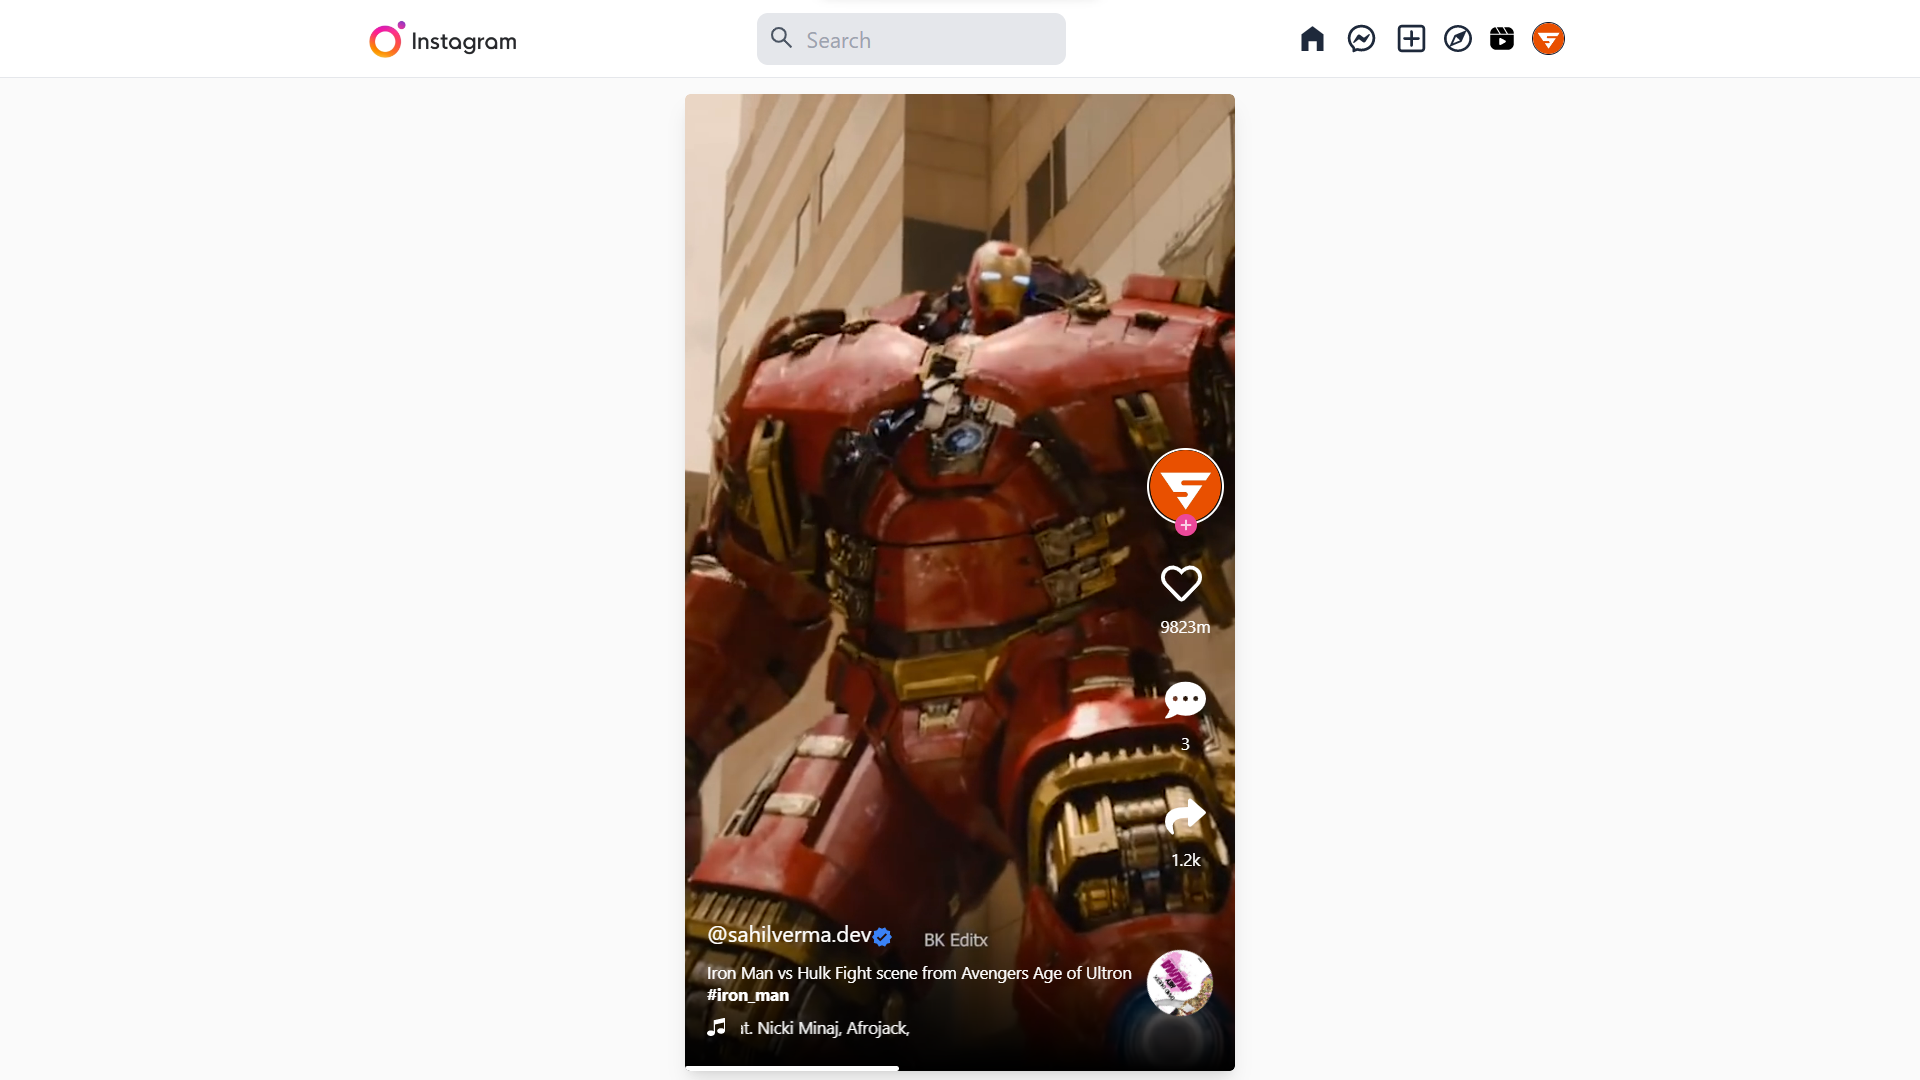 Instagram
Search
9823m
3
1.2k
@sahilverma.dev
BK Editx
Iron Man vs Hulk Fight scene from Avengers Age of Ultron
#iron_man
t. Nicki Minaj, Afrojack,